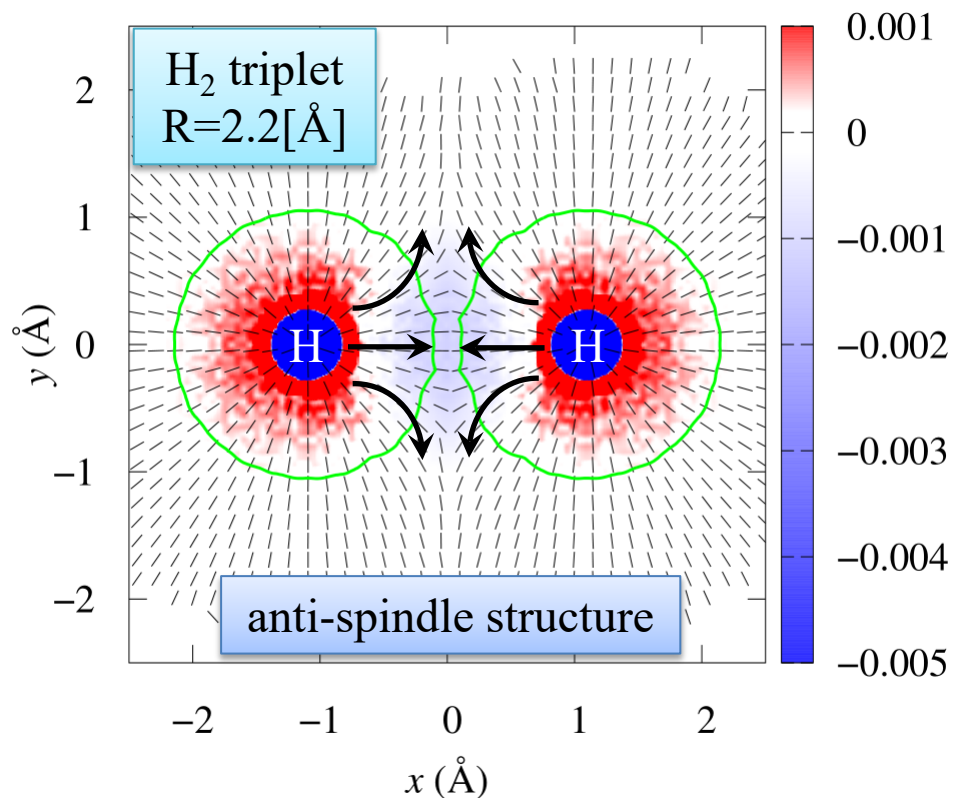 H₂ triplet
R=2.2[Å]
0.001
0
−0.001
−0.002
−0.003
−0.004
−0.005
2
1
0
−1
−2
y (Å)
H
H
anti-spindle structure
−2
−1
0
1
2
x (Å)